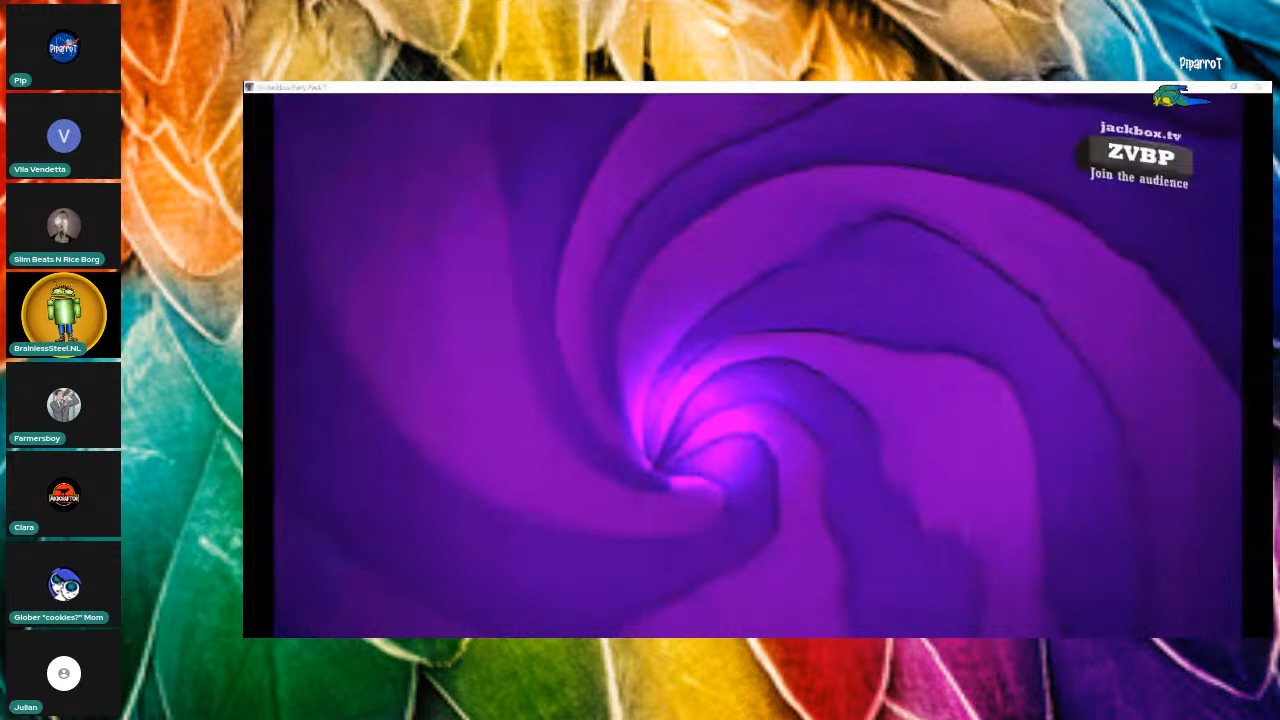 PiparroT
Pip
V
Vila Vendetta
Slim Beats N Rice Borg
BrainlessSteel.NL
Farmersboy
Clara
Glober "cookies?" Mom
Julian
PiparroT
jackbox.tv
ZVBP
Join the audience